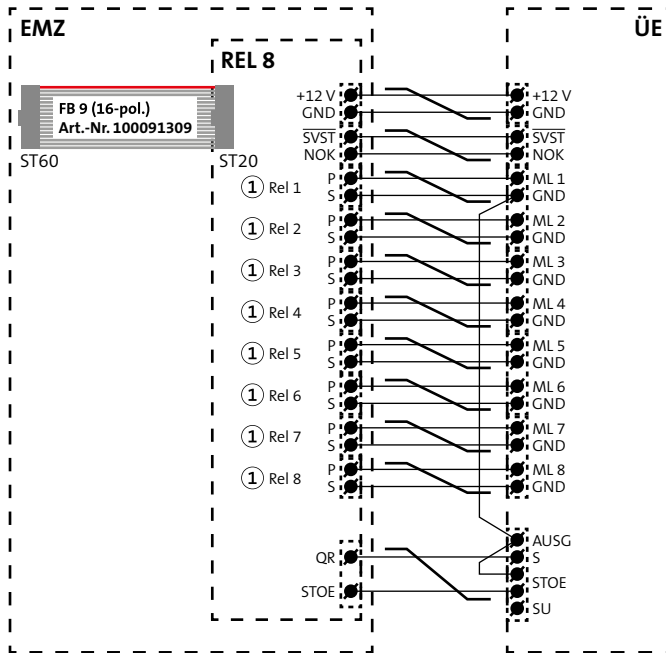 EMZ
ÜE
REL 8
FB 9 (16-pol.)
Art.-Nr. 100091309
ST60
ST20
+12 V
+12 V
GND
GND
SVST
SVST
NOK
NOK
1 Rel 1
P
ML 1
S
GND
1 Rel 2
P
ML 2
S
GND
1 Rel 3
P
ML 3
S
GND
1 Rel 4
P
ML 4
S
GND
1 Rel 5
P
ML 5
S
GND
1 Rel 6
P
ML 6
S
GND
1 Rel 7
P
ML 7
S
GND
1 Rel 8
P
ML 8
S
GND
AUSG
QR
S
STOE
STOE
SU